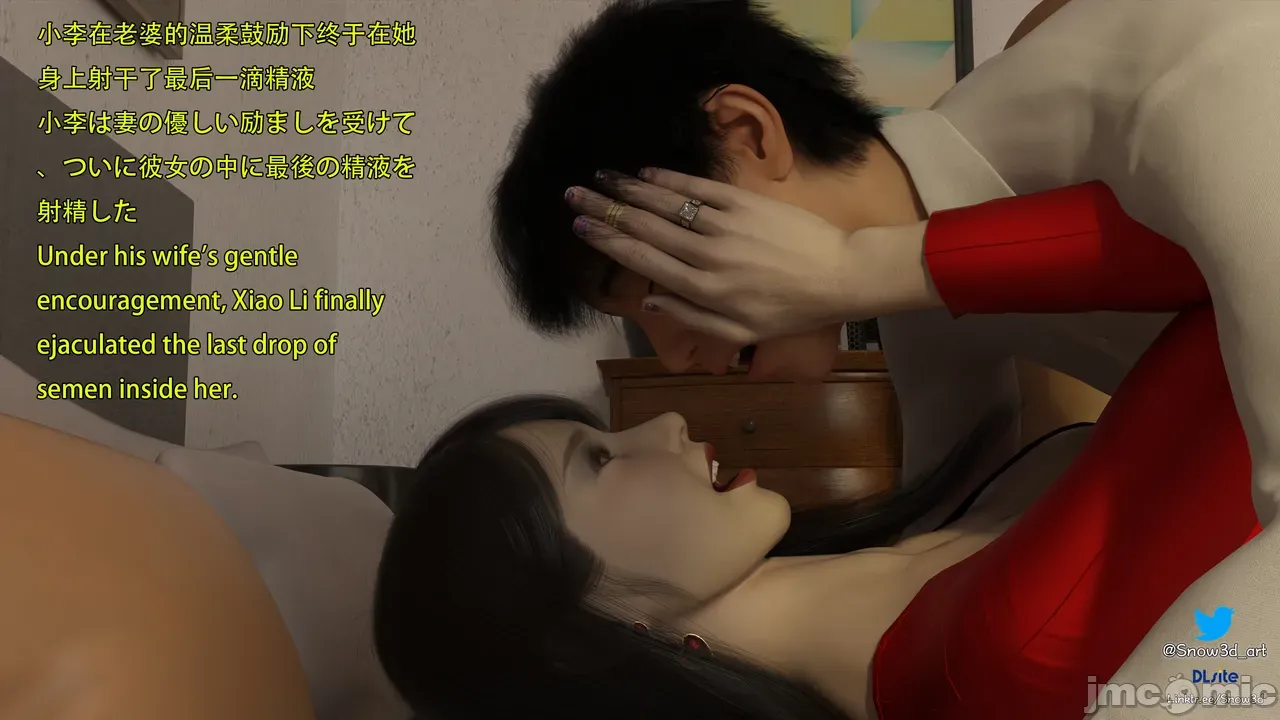 小李在老婆的温柔鼓励下终于在她
身上射干了最后一滴精液
小李は妻の優しい励ましを受けて
、ついに彼女の中に最後の精液を
射精した
Under his wife's gentle
encouragement, Xiao Li finally
ejaculated the last drop of
semen inside her.
@Snow3d_art
DLsite
Linktr.ee/Snow3d
jmcomic